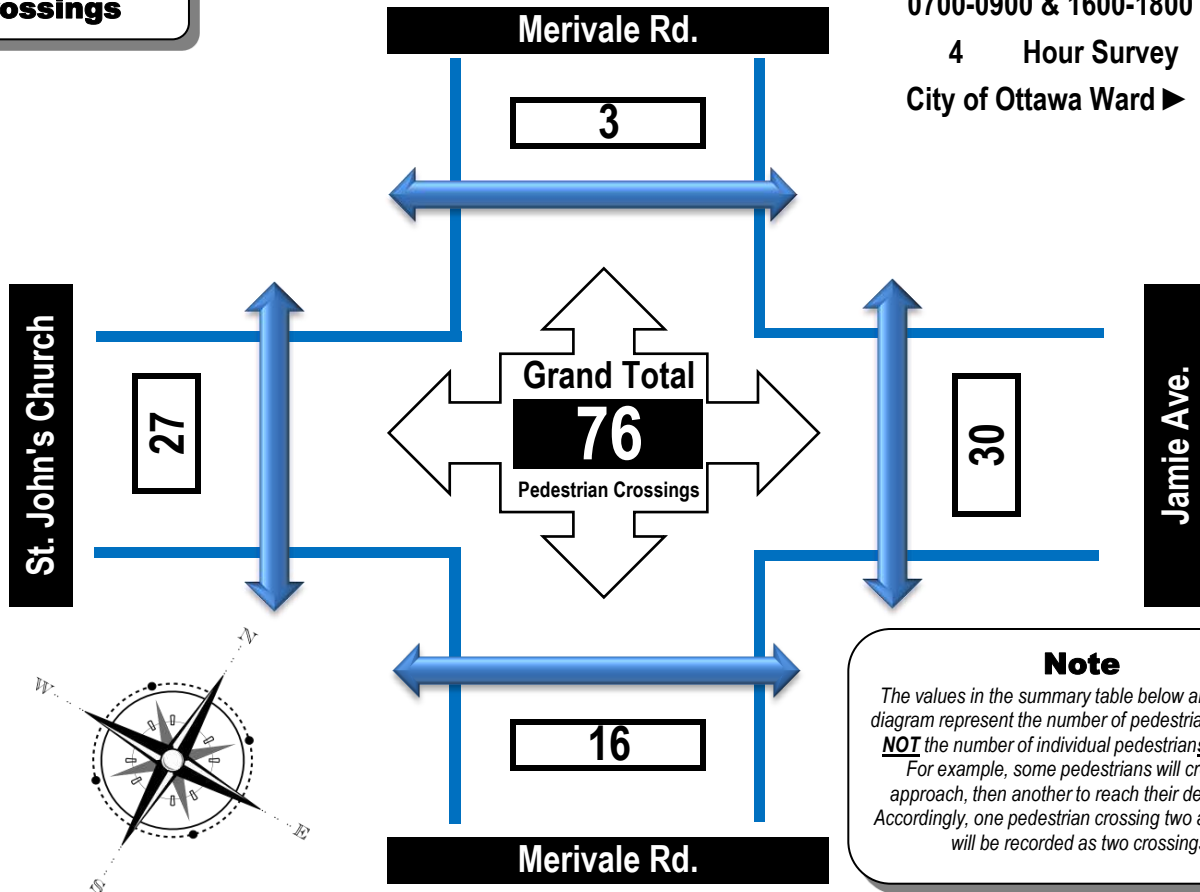 ossings
0700-0900 & 1600-1800
4 Hour Survey
City of Ottawa Ward ►
Merivale Rd.
3
St. John's Church
27
Grand Total
76
Pedestrian Crossings
30
Jamie Ave.
N
W
E
S
16
Merivale Rd.
Note
The values in the summary table below a
diagram represent the number of pedestria
NOT the number of individual pedestrians
For example, some pedestrians will cr
approach, then another to reach their de
Accordingly, one pedestrian crossing two a
will be recorded as two crossings